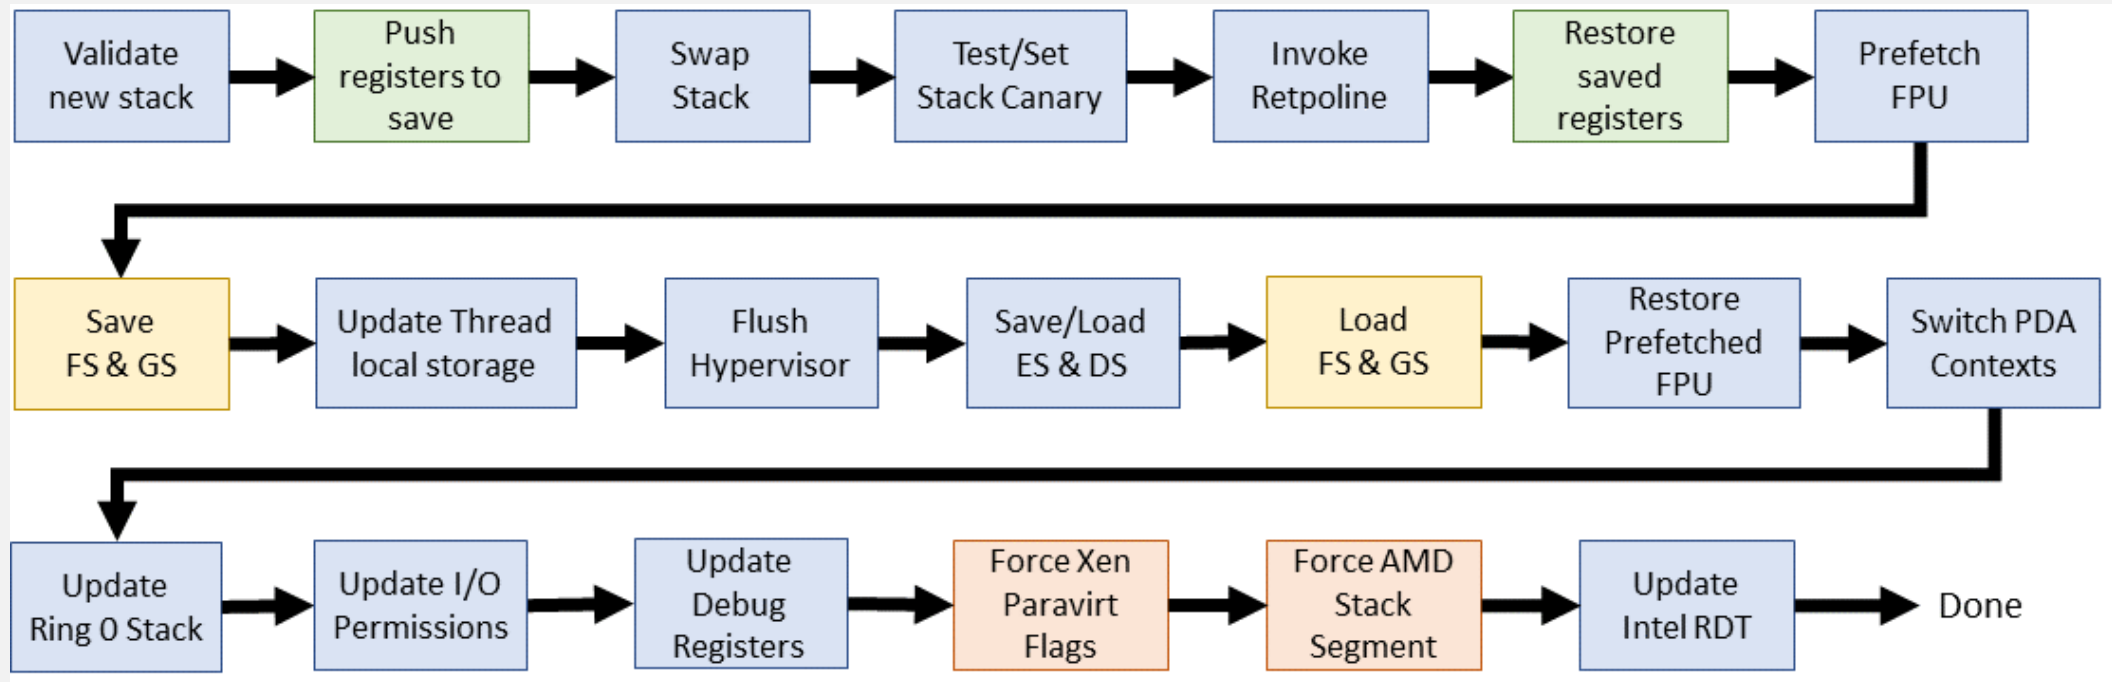 Validate
new stack
Push
registers to
save
Swap
Stack
Test/Set
Stack Canary
Invoke
Retpoline
Restore
saved
registers
Prefetch
FPU
Save
FS & GS
Update Thread
local storage
Flush
Hypervisor
Save/Load
ES & DS
Load
FS & GS
Restore
Prefetched
FPU
Switch PDA
Contexts
Update
Ring 0 Stack
Update I/O
Permissions
Update
Debug
Registers
Force Xen
Paravirt
Flags
Force AMD
Stack
Segment
Update
Intel RDT
Done